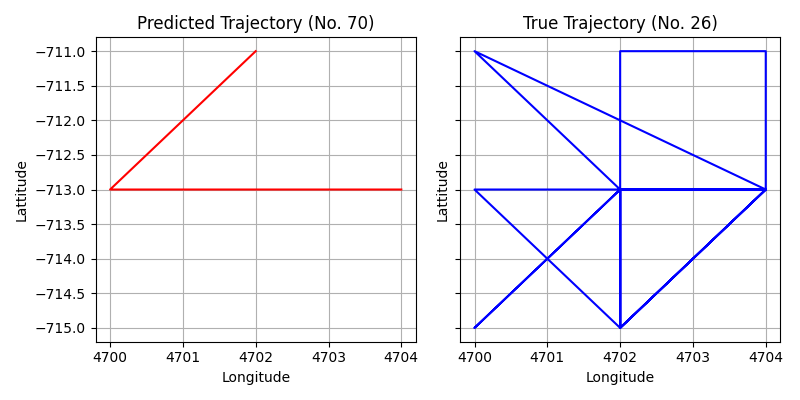 Predicted Trajectory (No. 70)
True Trajectory (No. 26)
−711.0
−711.5
−712.0
−712.5
−713.0
−713.5
−714.0
−714.5
−715.0
Lattitude
Lattitude
4700 4701 4702 4703 4704
4700 4701 4702 4703 4704
Longitude
Longitude